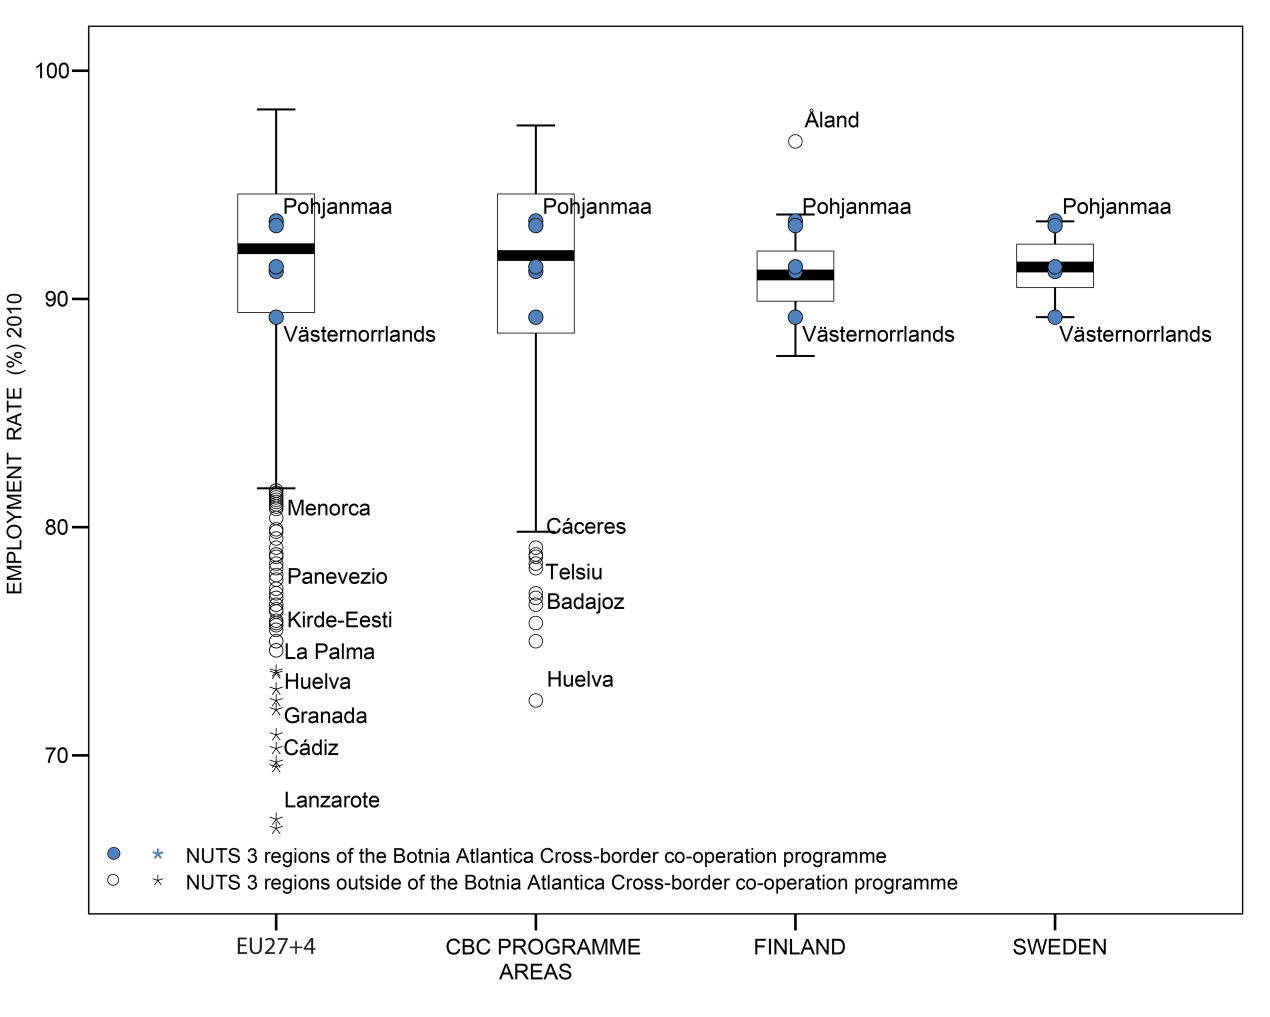 100
Åland
Pohjanmaa
Pohjanmaa
Pohjanmaa
Pohjanmaa
90
Västernorrlands
Västernorrlands
Västernorrlands
EMPLOYMENT RATE (%) 2010
Menorca
80
Cáceres
Panevezio
Telsiu
Badajoz
Kirde-Eesti
La Palma
Huelva
Huelva
Granada
Cádiz
70
Lanzarote
NUTS 3 regions of the Botnia Atlantica Cross-border co-operation programme
NUTS 3 regions outside of the Botnia Atlantica Cross-border co-operation programme
EU27+4
CBC PROGRAMME
AREAS
FINLAND
SWEDEN